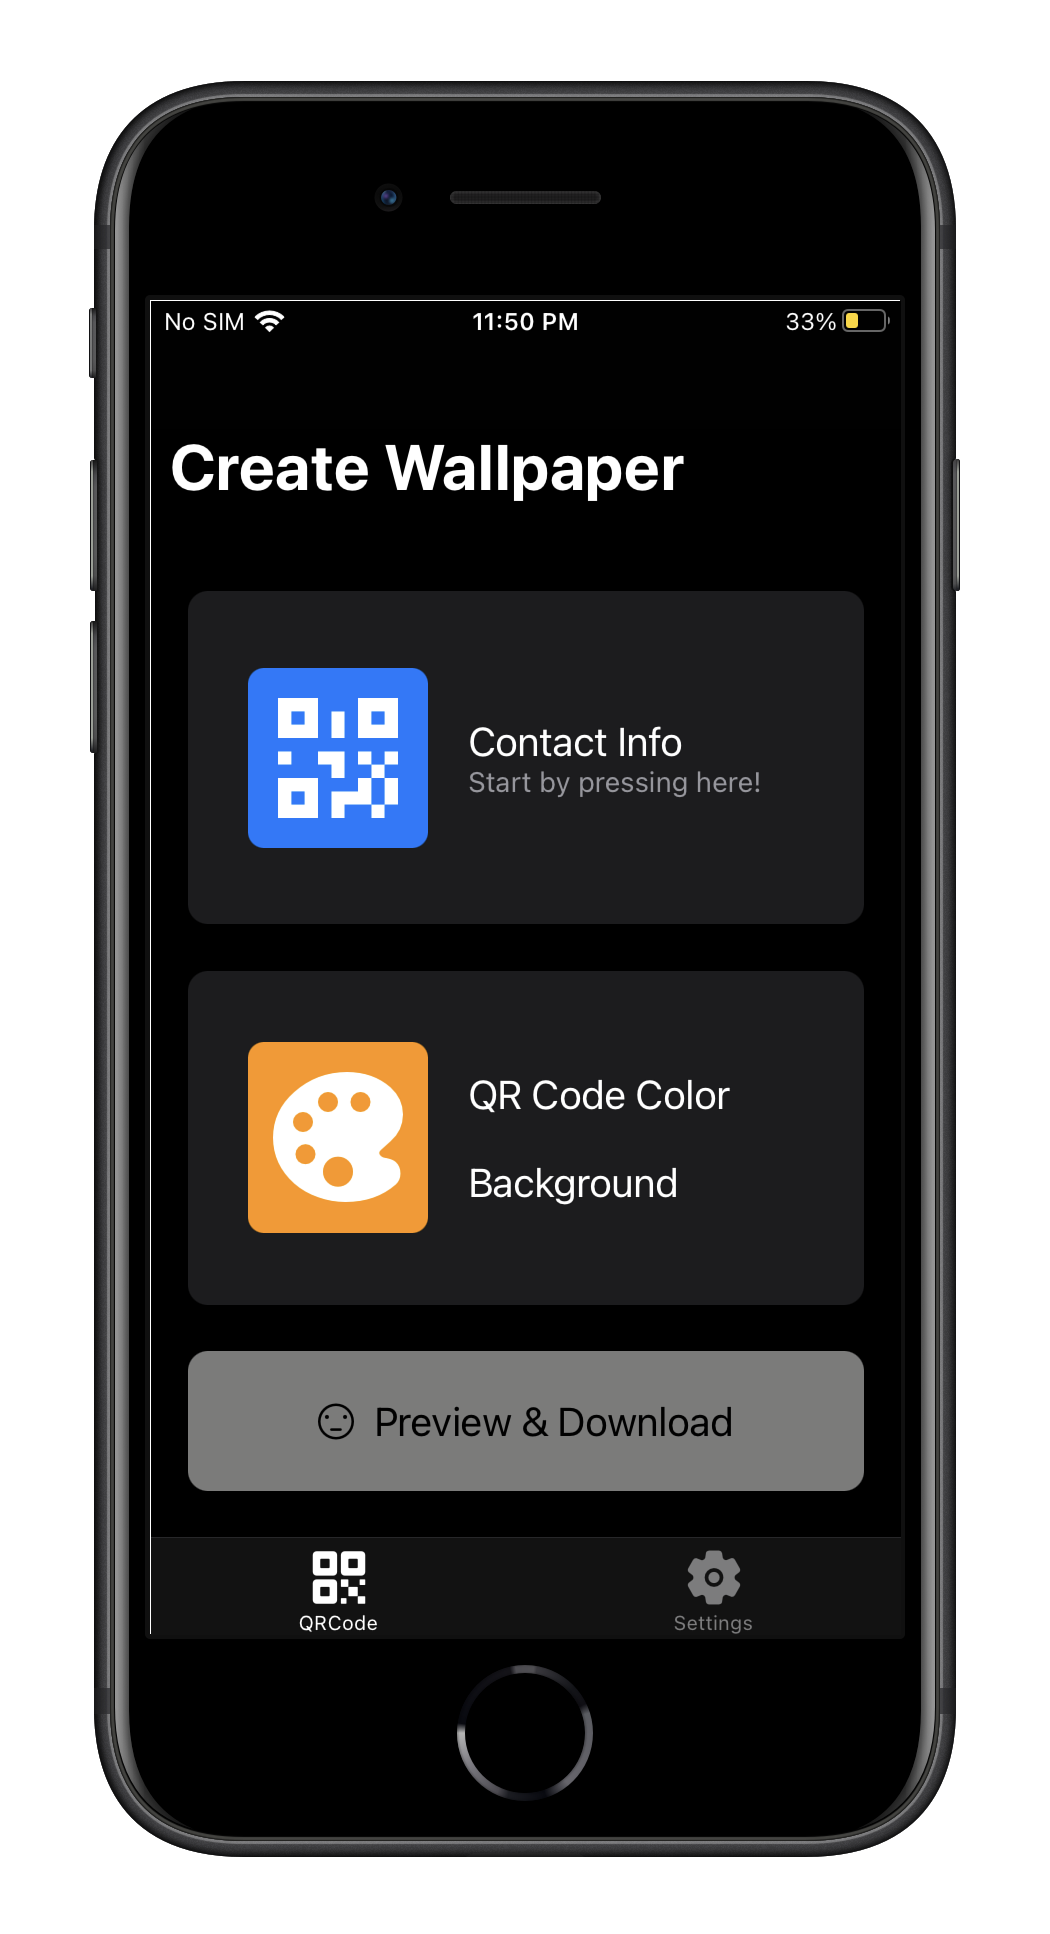 No SIM 11:50 PM 33%
Create Wallpaper
Contact Info
Start by pressing here!
QR Code Color
Background
Preview & Download
QRCode Settings